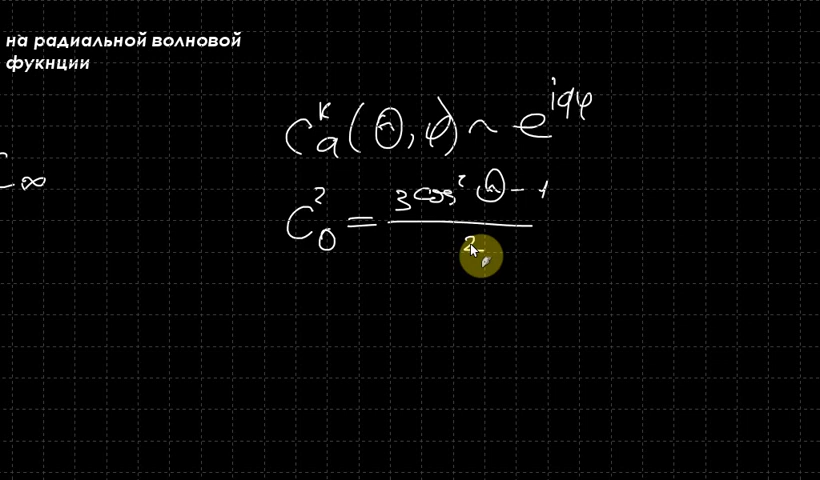 на радиальной волновой
фукнции
C^k_q(Θ, φ) ~ e^{iqφ}
∞
C^2_0 = (3cos²Θ - 1)/2